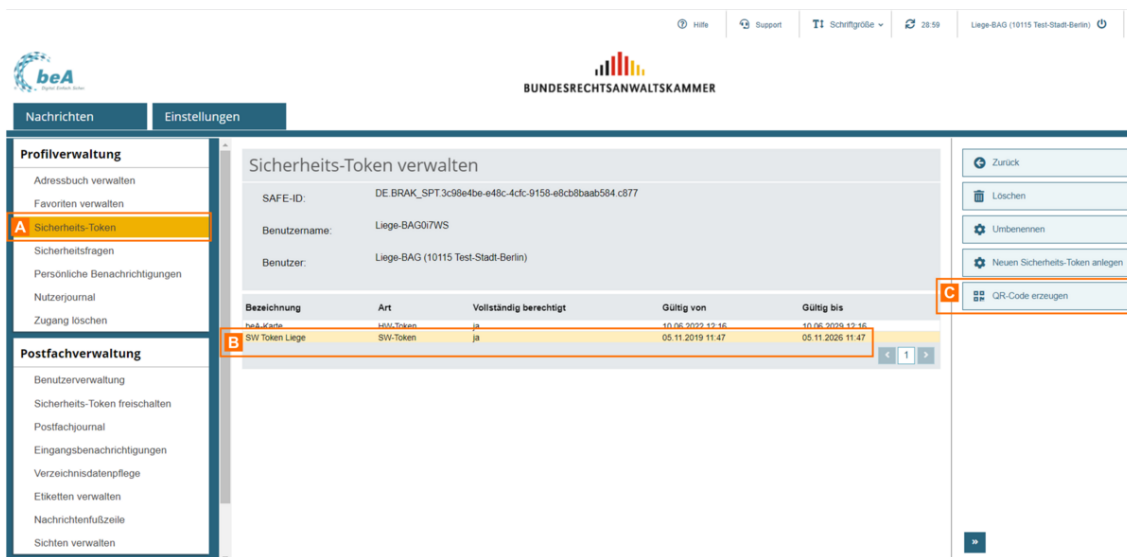 Hilfe
Support
Schriftgröße
28:59
Liege-BAG (10115 Test-Stadt-Berlin)
beA
Digital. Einfach. Sicher.
BUNDESRECHTSANWALTSKAMMER
Nachrichten
Einstellungen
Profilverwaltung
Adressbuch verwalten
Favoriten verwalten
A Sicherheits-Token
Sicherheitsfragen
Persönliche Benachrichtigungen
Nutzerjournal
Zugang löschen
Postfachverwaltung
Benutzerverwaltung
Sicherheits-Token freischalten
Postfachjournal
Eingangsbenachrichtigungen
Verzeichnisdatenpflege
Etiketten verwalten
Nachrichtenfußzeile
Sichten verwalten
Sicherheits-Token verwalten
SAFE-ID: DE.BRAK_SPT.3c98e4be-e48c-4cfc-9158-e8cb8baab584.c877
Benutzername: Liege-BAG0i7WS
Benutzer: Liege-BAG (10115 Test-Stadt-Berlin)
Bezeichnung Art Vollständig berechtigt Gültig von Gültig bis
beA-Karte HW-Token ja 10.06.2022 12:16 10.06.2029 12:16
B SW Token Liege SW-Token ja 05.11.2019 11:47 05.11.2026 11:47
< 1 >
Zurück
Löschen
Umbenennen
Neuen Sicherheits-Token anlegen
C QR-Code erzeugen
»